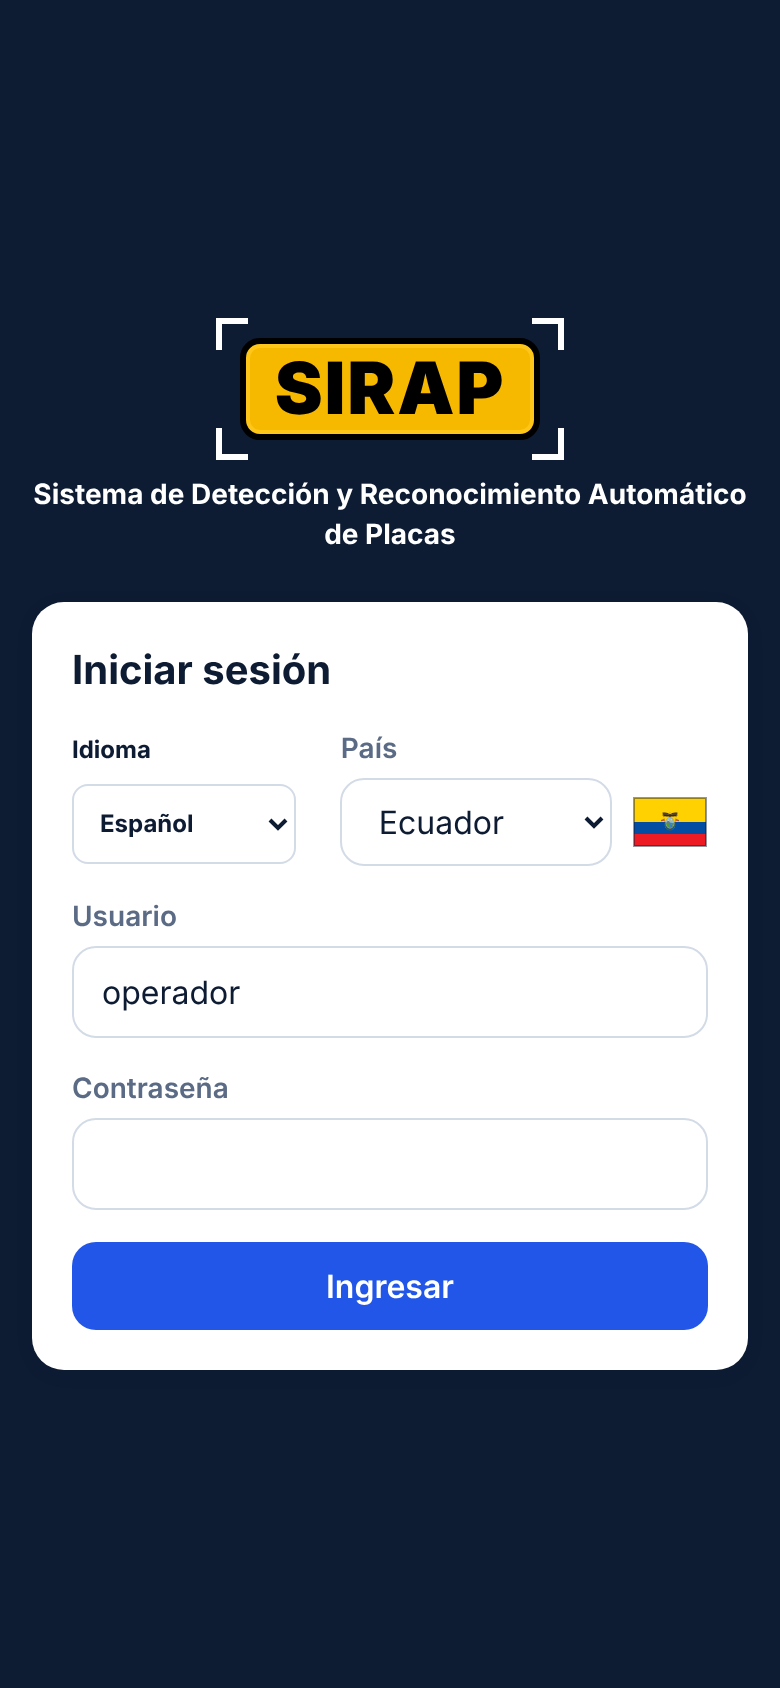 SIRAP
Sistema de Detección y Reconocimiento Automático
de Placas
Iniciar sesión
Idioma
País
Español
Ecuador
Usuario
operador
Contraseña
Ingresar